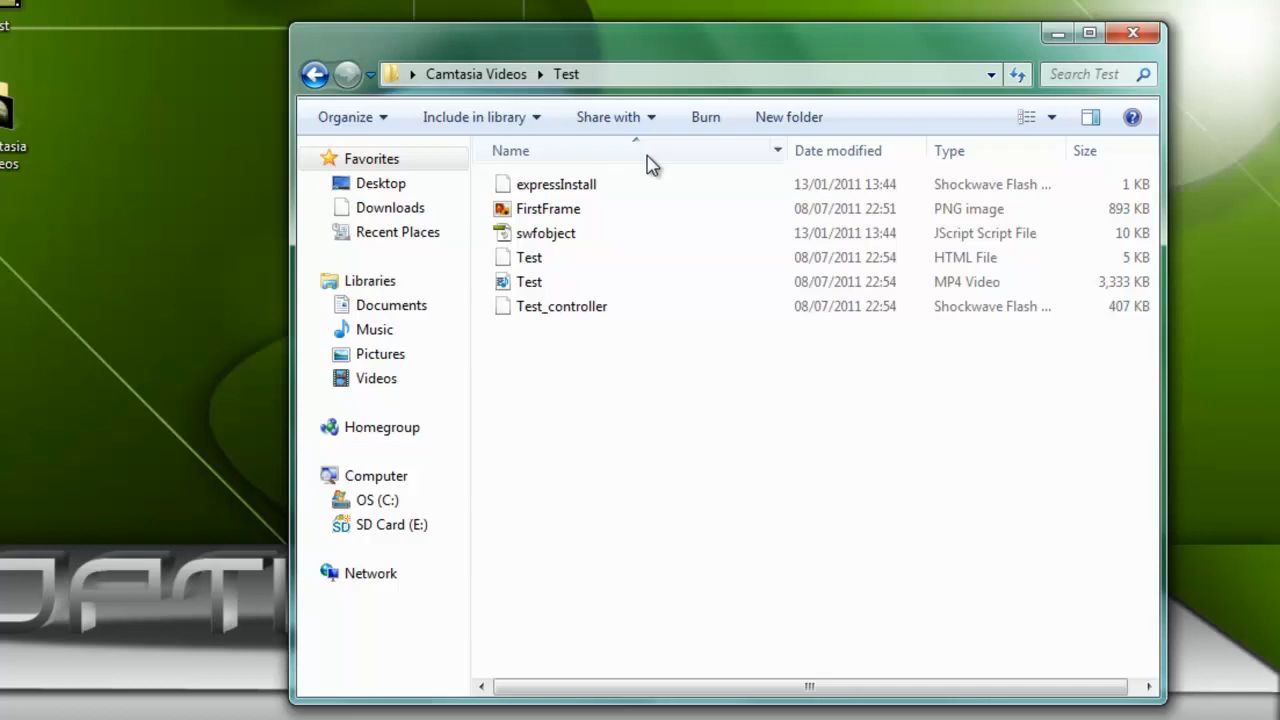 st
tasia
eos
Camtasia Videos Test
Search Test
Organize Include in library Share with Burn New folder
Name Date modified Type Size
Favorites
Desktop
Downloads
Recent Places
Libraries
Documents
Music
Pictures
Videos
Homegroup
Computer
OS (C:)
SD Card (E:)
Network
expressInstall 13/01/2011 13:44 Shockwave Flash ... 1 KB
FirstFrame 08/07/2011 22:51 PNG image 893 KB
swfobject 13/01/2011 13:44 JScript Script File 10 KB
Test 08/07/2011 22:54 HTML File 5 KB
Test 08/07/2011 22:54 MP4 Video 3,333 KB
Test_controller 08/07/2011 22:54 Shockwave Flash ... 407 KB